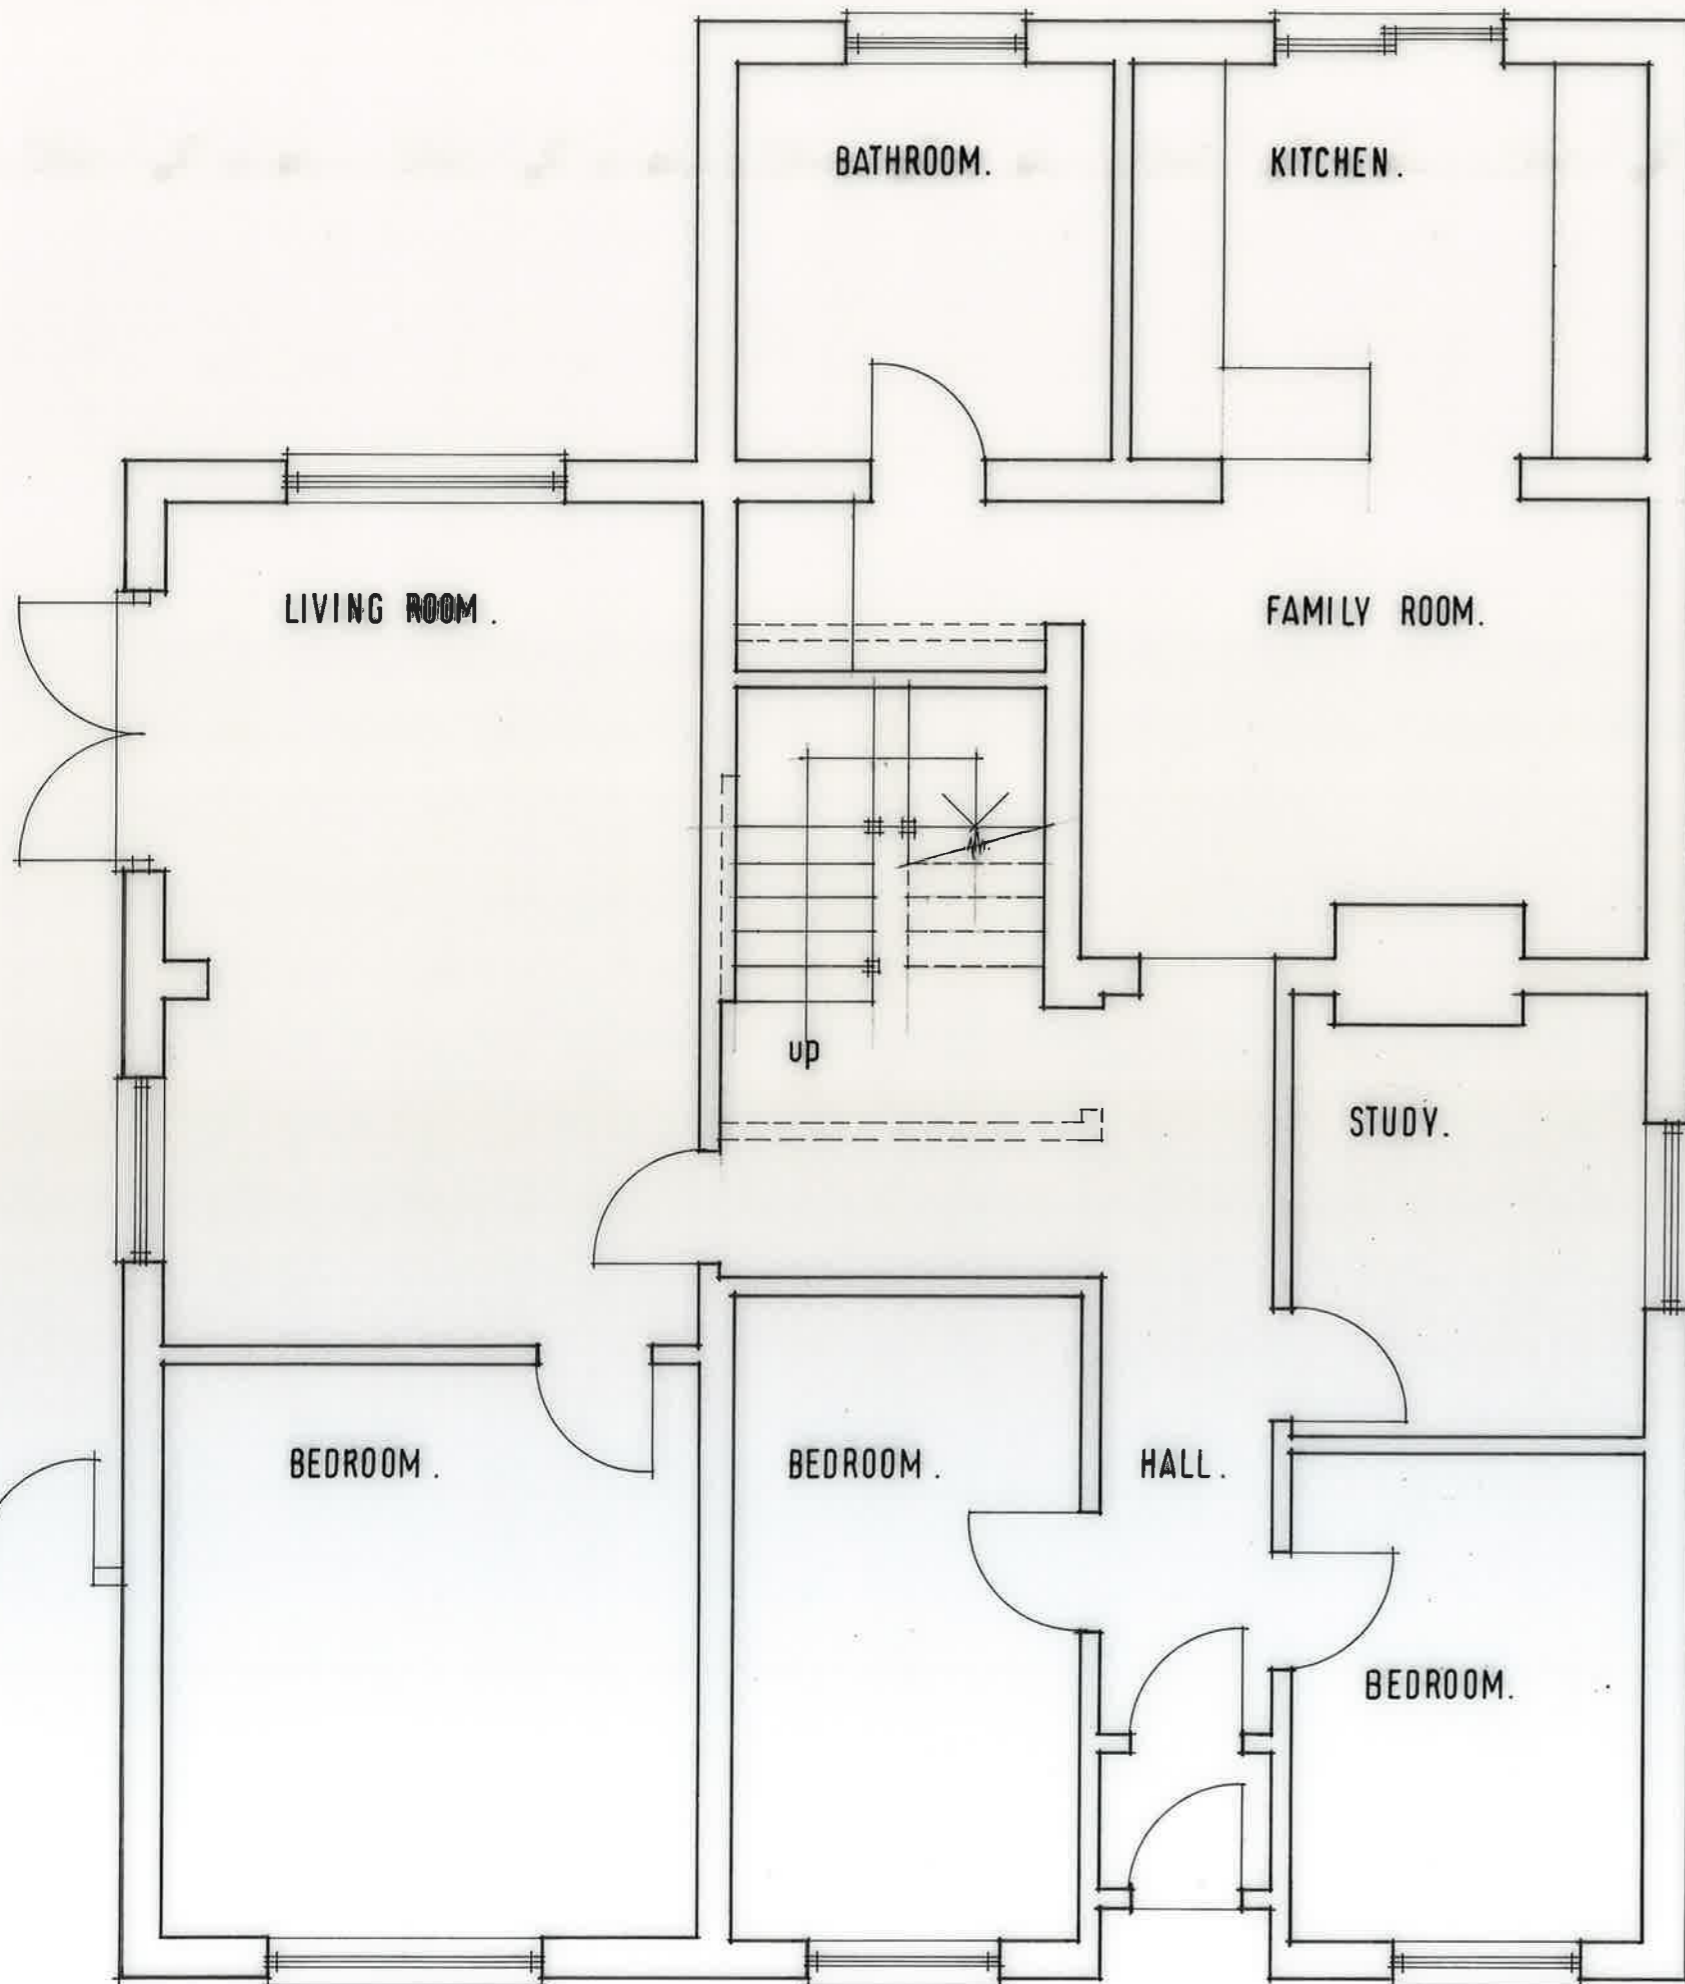 BATHROOM.
KITCHEN.
LIVING ROOM.
FAMILY ROOM.
up
STUDY.
BEDROOM.
BEDROOM.
HALL.
BEDROOM.